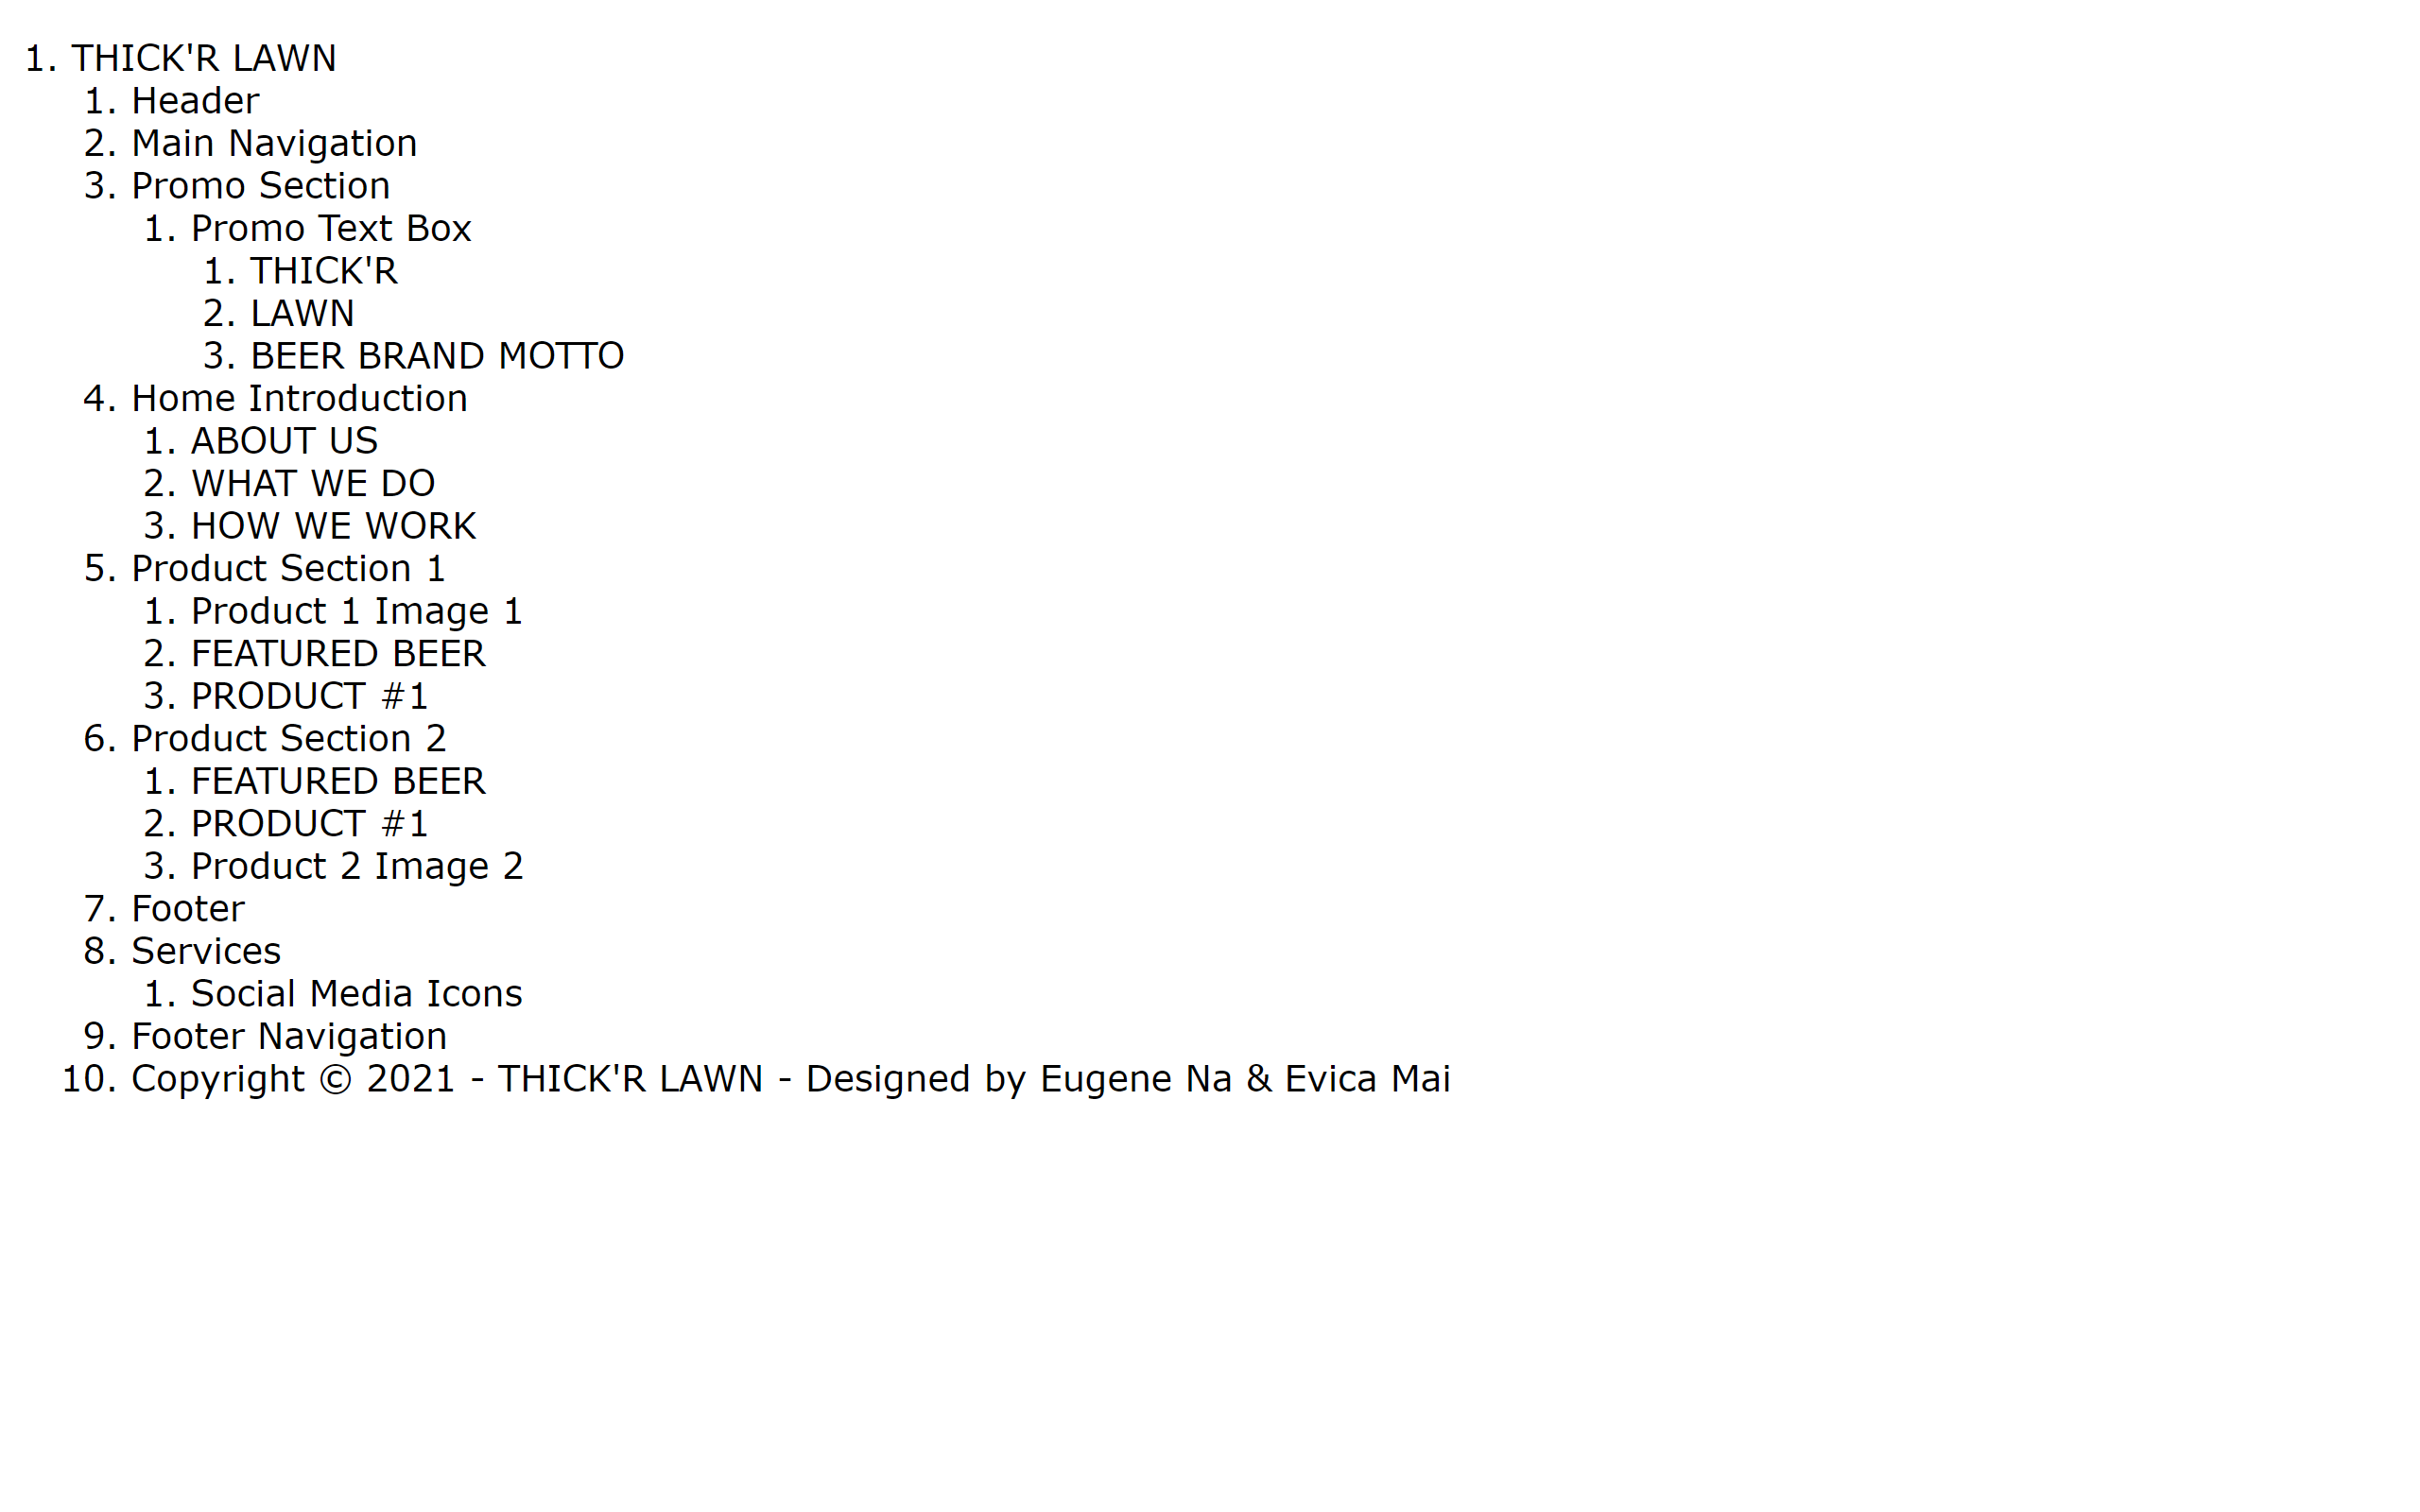 1. THICK'R LAWN
1. Header
2. Main Navigation
3. Promo Section
1. Promo Text Box
1. THICK'R
2. LAWN
3. BEER BRAND MOTTO
4. Home Introduction
1. ABOUT US
2. WHAT WE DO
3. HOW WE WORK
5. Product Section 1
1. Product 1 Image 1
2. FEATURED BEER
3. PRODUCT #1
6. Product Section 2
1. FEATURED BEER
2. PRODUCT #1
3. Product 2 Image 2
7. Footer
8. Services
1. Social Media Icons
9. Footer Navigation
10. Copyright © 2021 - THICK'R LAWN - Designed by Eugene Na & Evica Mai